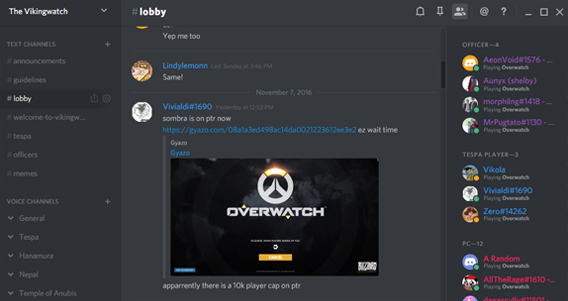 The Vikingwatch
TEXT CHANNELS
# announcements
# guidelines
# lobby
# welcome-to-vikingw...
# tespa
# officers
# memes
VOICE CHANNELS
General
Tespa
Hanamura
Nepal
Temple of Anubis
# lobby
Yep me too
Lindylemonn Last Sunday at 3:46 PM
Same!
November 7, 2016
Vivialdi#1690 Yesterday at 12:53 PM
sombra is on ptr now
https://gyazo.com/08a1a3ed498ac14da0021223612ee3e2 ez wait time
Gyazo
Gyazo
OVERWATCH
CANCEL
BLIZZARD
apparrently there is a 10k player cap on ptr
OFFICER—4
AeonVoid#1576 - ...
Playing Overwatch
Aunyx (shelby)
Playing Overwatch
morphling#1418 - ...
Playing Overwatch
MrPugtato#1130 - ...
Playing Overwatch
TESPA PLAYER—3
Vikola
Playing Overwatch
Vivialdi#1690
Playing Overwatch
Zero#14262
Playing Overwatch
PC—12
A Random
Playing Overwatch
AllTheRage#1610 - ...
Playing Overwatch